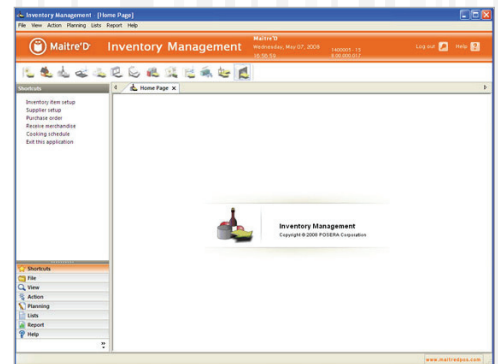 Inventory Management - [Home Page]
File View Action Planning Lists Report Help
Maitre'D
Inventory Management
Maitre'D
Wednesday, May 07, 2009
Log out
Help
Shortcuts
Home Page
Inventory item setup
Supplier setup
Purchase order
Receive merchandise
Cooking schedule
Exit this application
Inventory Management
Copyright © 2008 POSERA Corporation
Shortcuts
File
View
Action
Planning
Lists
Report
Help
www.maitredpos.com